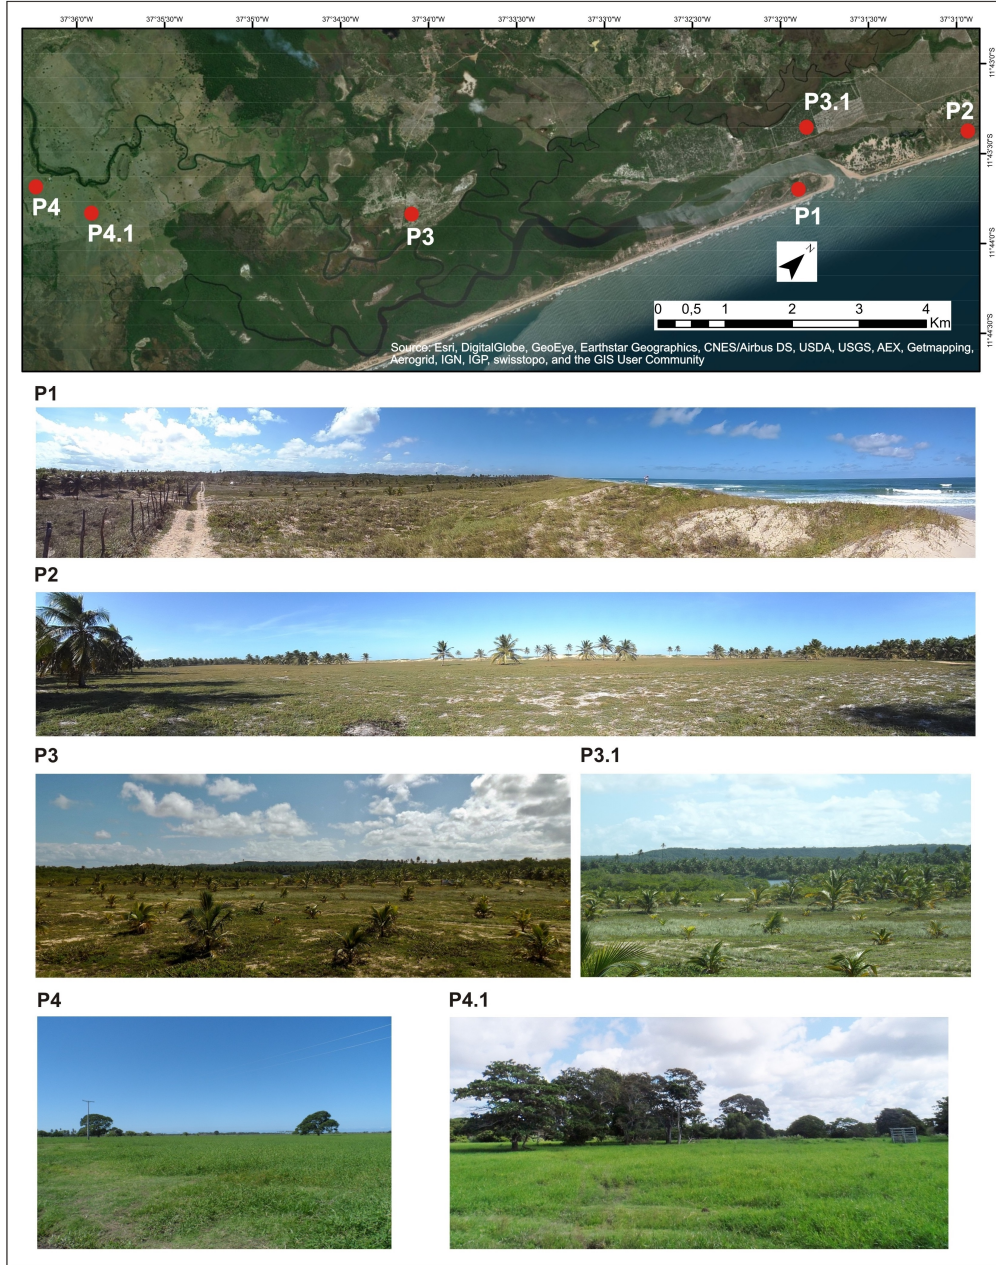 37°36'0"W 37°35'30"W 37°35'0"W 37°34'30"W 37°34'0"W 37°33'30"W 37°33'0"W 37°32'30"W 37°32'0"W 37°31'30"W 37°31'0"W
11°43'0"S
P3.1
P2
11°43'30"S
P4
P4.1
P3
P1
11°44'0"S
N
0 0,5 1 2 3 4
Km
11°44'30"S
Source: Esri, DigitalGlobe, GeoEye, Earthstar Geographics, CNES/Airbus DS, USDA, USGS, AEX, Getmapping,
Aerogrid, IGN, IGP, swisstopo, and the GIS User Community
P1
P2
P3
P3.1
P4
P4.1